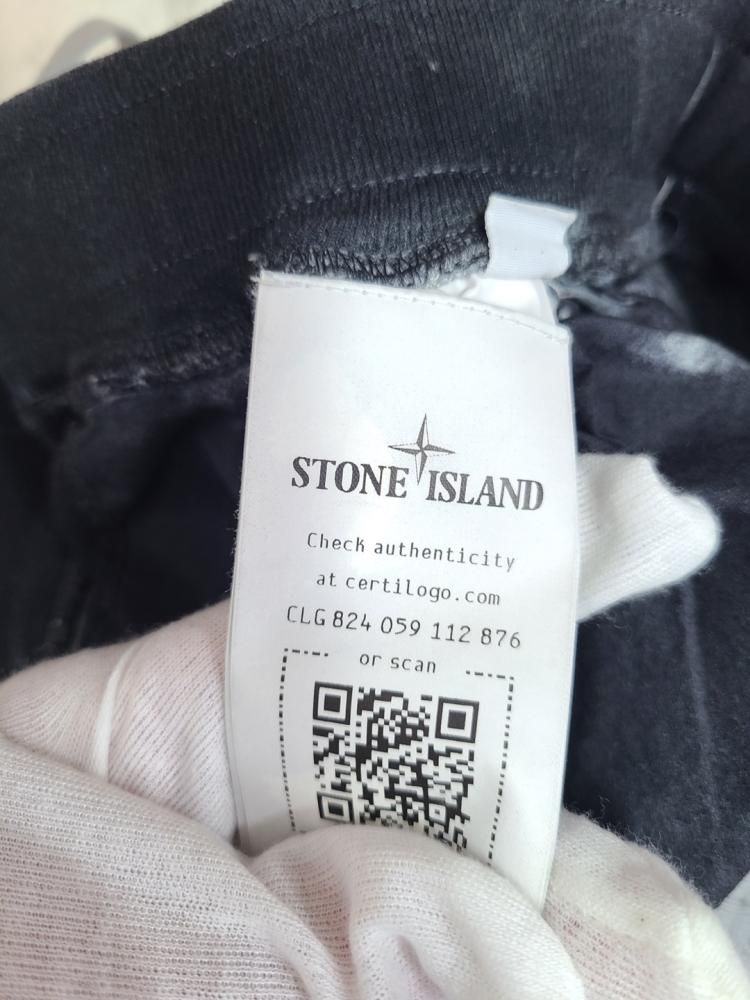 STONE ISLAND
Check authenticity
at certilogo.com
CLG 824 059 112 876
or scan